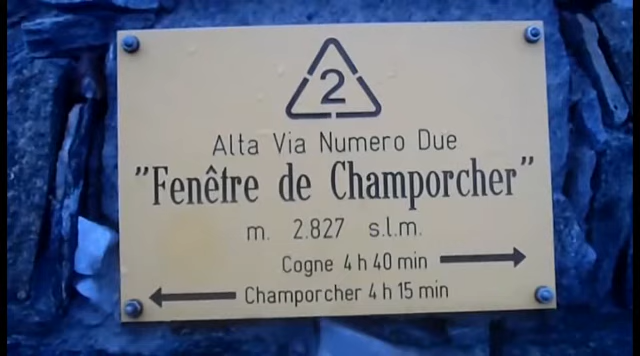 2
Alta Via Numero Due
"Fenêtre de Champorcher"
m. 2.827 s.l.m.
Cogne 4 h 40 min
Champorcher 4 h 15 min